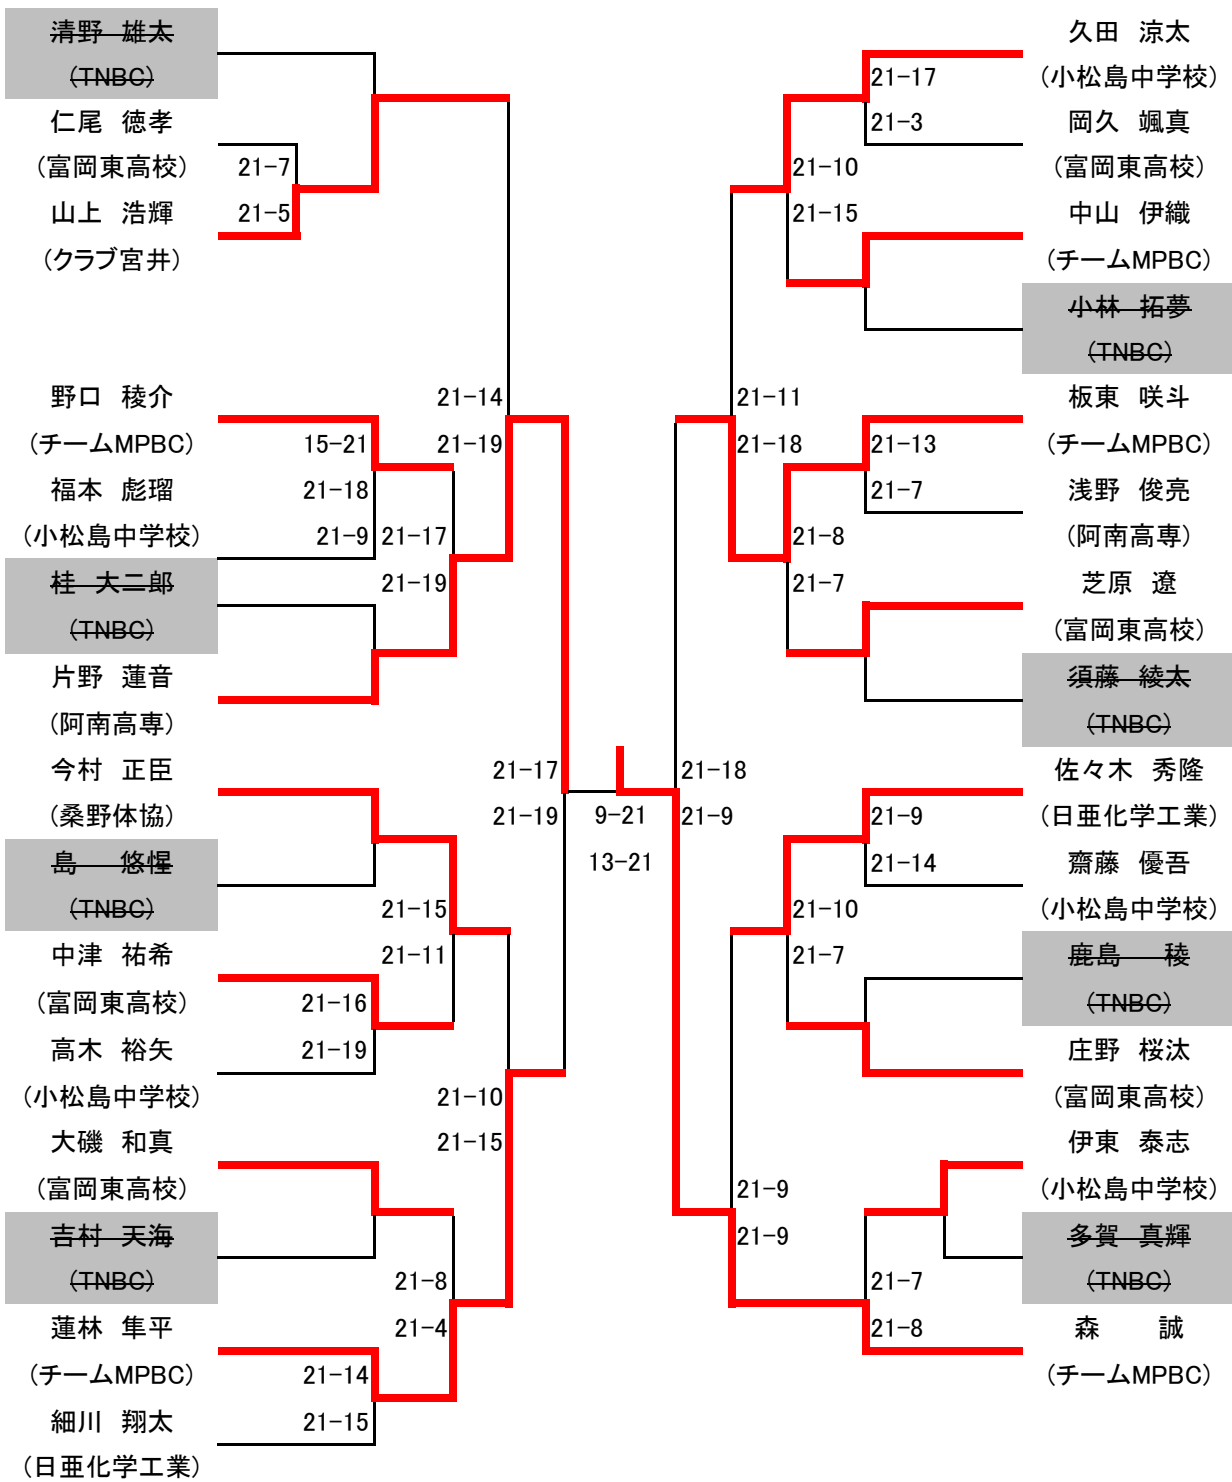 清野 雄太
(TNBC)
仁尾 徳孝
(富岡東高校)
21-7
山上 浩輝
21-5
(クラブ宮井)
野口 稜介
21-14
(チームMPBC)
15-21
21-19
福本 彪瑠
21-18
(小松島中学校)
21-9
21-17
桂 大二郎
21-19
(TNBC)
片野 蓮音
(阿南高専)
今村 正臣
21-17
(桑野体協)
21-19
島 悠惺
(TNBC)
21-15
中津 祐希
21-11
(富岡東高校)
21-16
高木 裕矢
21-19
(小松島中学校)
21-10
大磯 和真
21-15
(富岡東高校)
吉村 天海
(TNBC)
21-8
蓮林 隼平
21-4
(チームMPBC)
21-14
細川 翔太
21-15
(日亜化学工業)
9-21
13-21
久田 涼太
21-17
(小松島中学校)
21-3
岡久 颯真
21-10
(富岡東高校)
21-15
中山 伊織
(チームMPBC)
小林 拓夢
(TNBC)
21-11
板東 咲斗
21-18
21-13
(チームMPBC)
21-7
浅野 俊亮
21-8
(阿南高専)
21-7
芝原 遼
(富岡東高校)
須藤 綾太
(TNBC)
21-18
佐々木 秀隆
21-9
21-9
(日亜化学工業)
21-14
齋藤 優吾
21-10
(小松島中学校)
21-7
鹿島 稜
(TNBC)
庄野 桜汰
(富岡東高校)
伊東 泰志
21-9
(小松島中学校)
21-9
多賀 真輝
21-7
(TNBC)
21-8
森 誠
(チームMPBC)